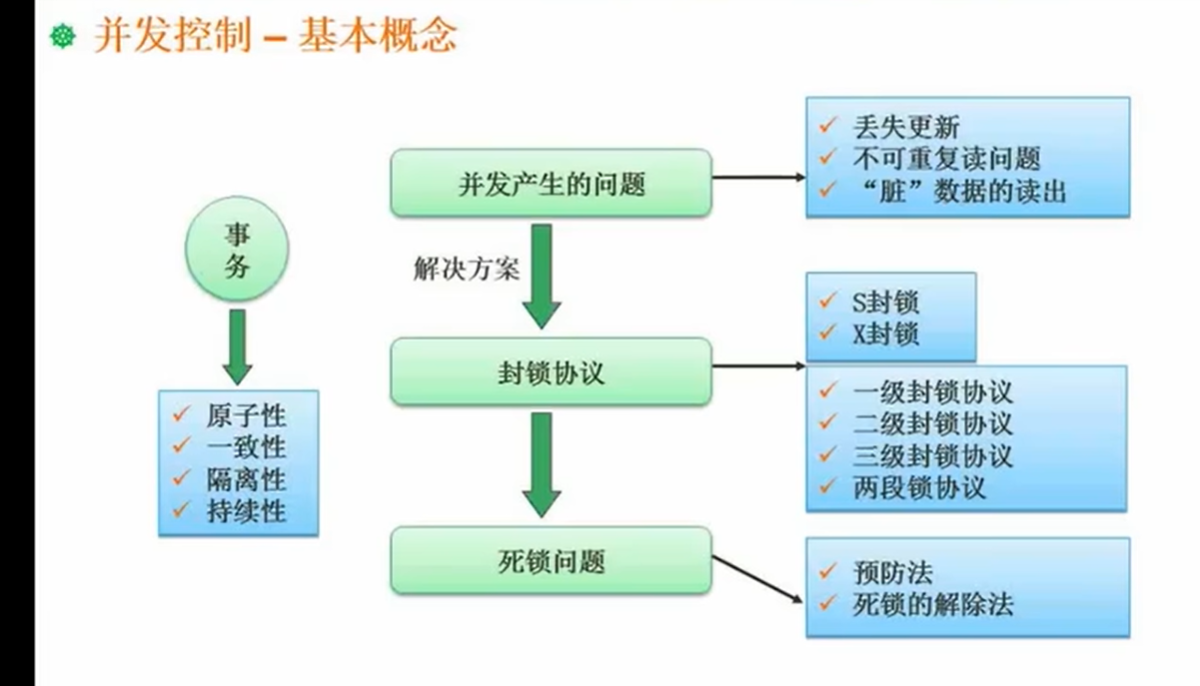 并发控制 – 基本概念
事
务
原子性
一致性
隔离性
持续性
并发产生的问题
丢失更新
不可重复读问题
“脏”数据的读出
解决方案
封锁协议
S封锁
X封锁
一级封锁协议
二级封锁协议
三级封锁协议
两段锁协议
死锁问题
预防法
死锁的解除法